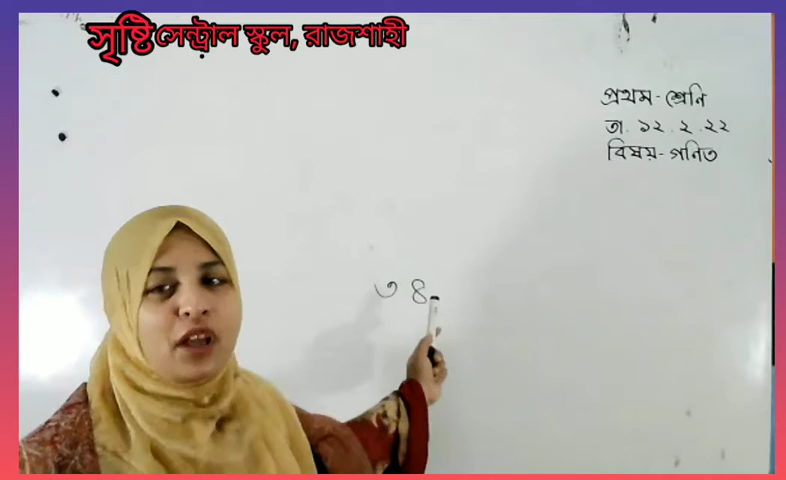 সৃষ্টি সেন্ট্রাল স্কুল, রাজশাহী
প্রথম - শ্রেনি
তা. ১২. ২. ২২
বিষয় - গনিত
৩ ৪